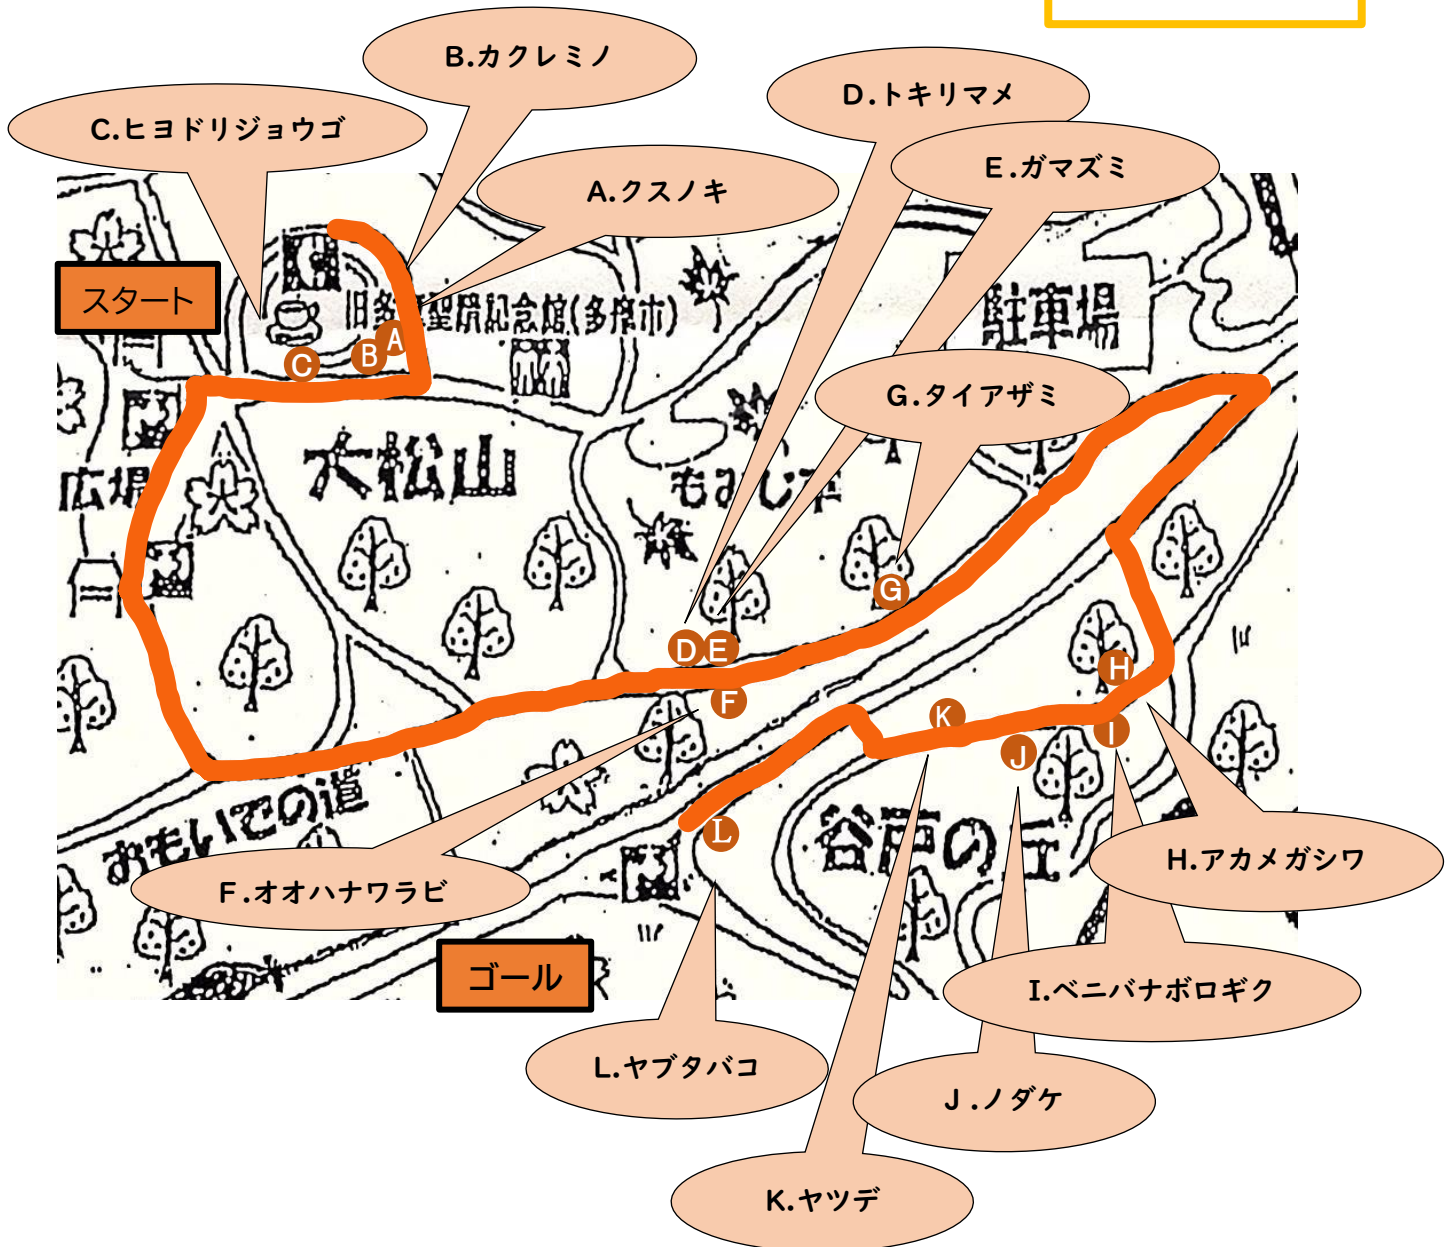 B.カクレミノ
D.トキリマメ
C.ヒヨドリジョウゴ
E.ガマズミ
A.クスノキ
スタート
旧多聖蹟記念館(多摩市)
駐車場
A
B
C
G.タイアザミ
大松山
広場
もみじ
G
D
E
F
H
K
I
J
おもいでの道
L
谷戸の丘
H.アカメガシワ
F.オオハナワラビ
ゴール
I.ベニバナボロギク
L.ヤブタバコ
J.ノダケ
K.ヤツデ